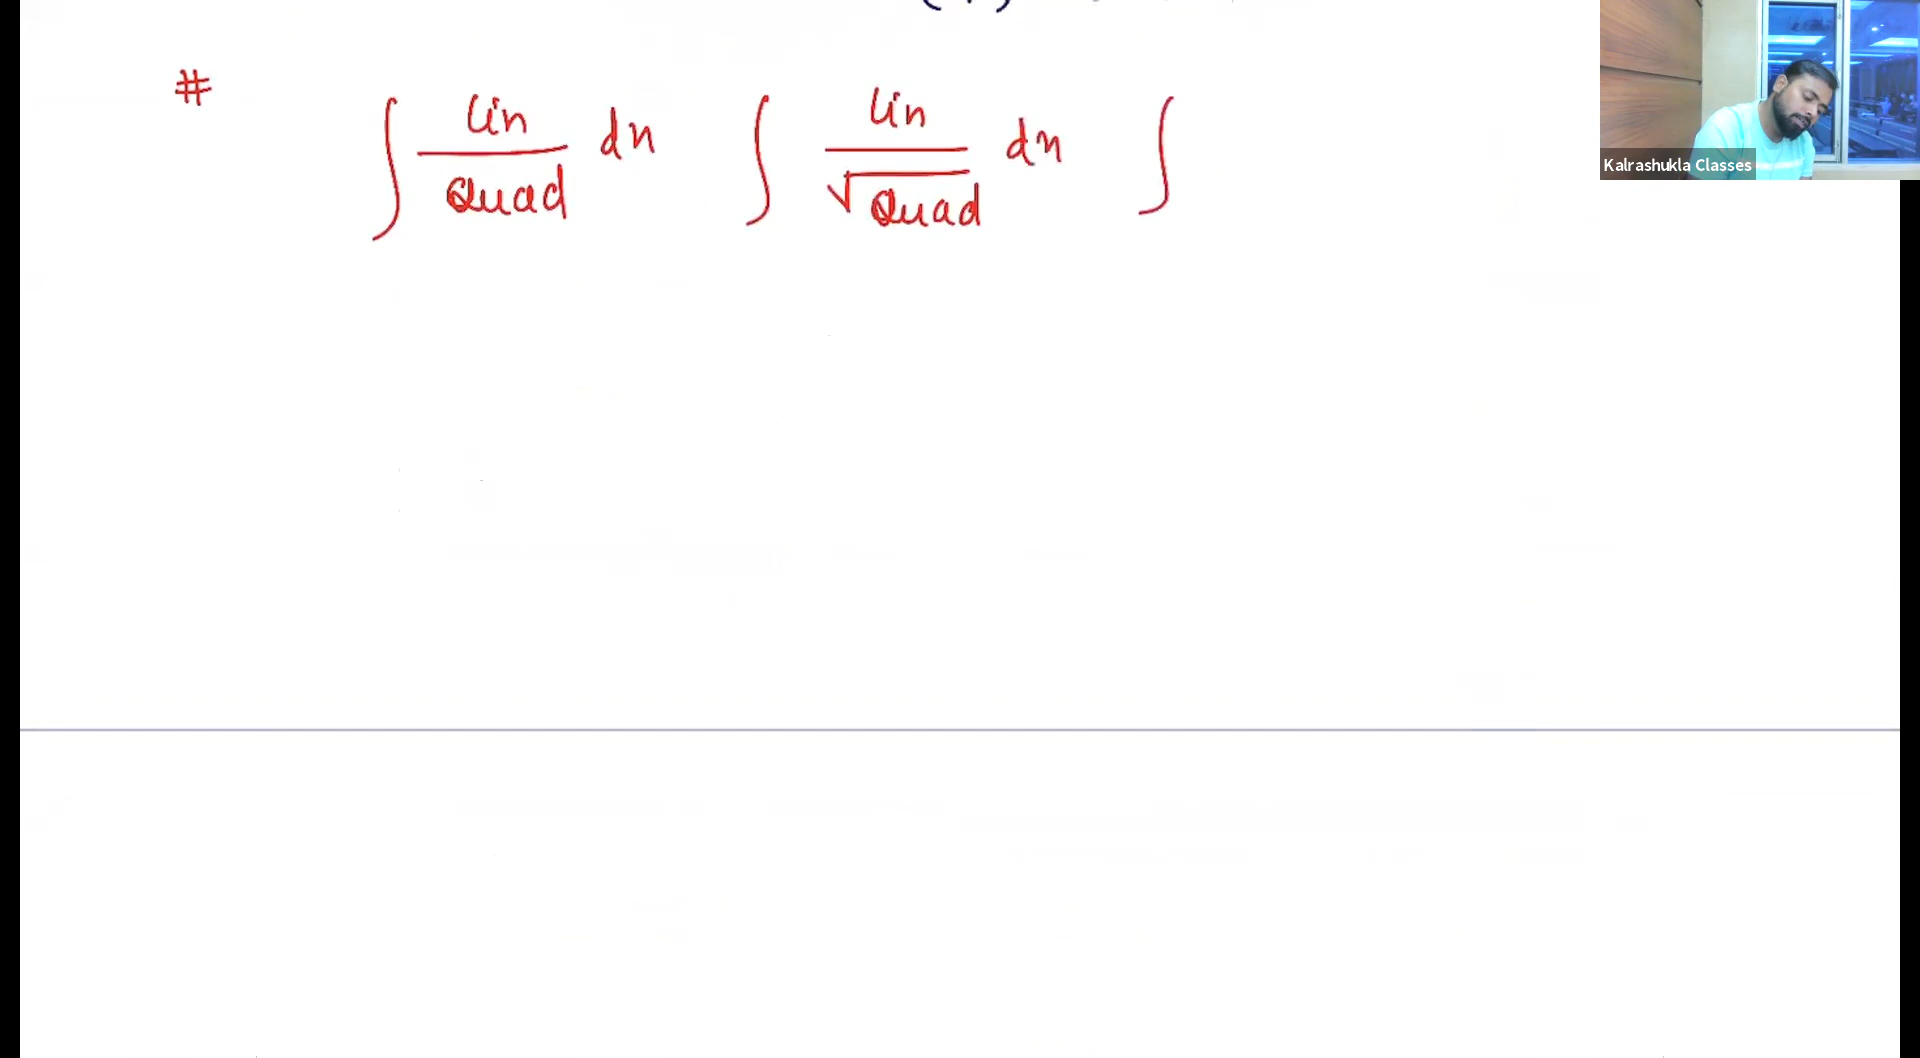 # ∫ lin/Quad dx ∫ lin/√Quad dx ∫
Kalrashukla Classes